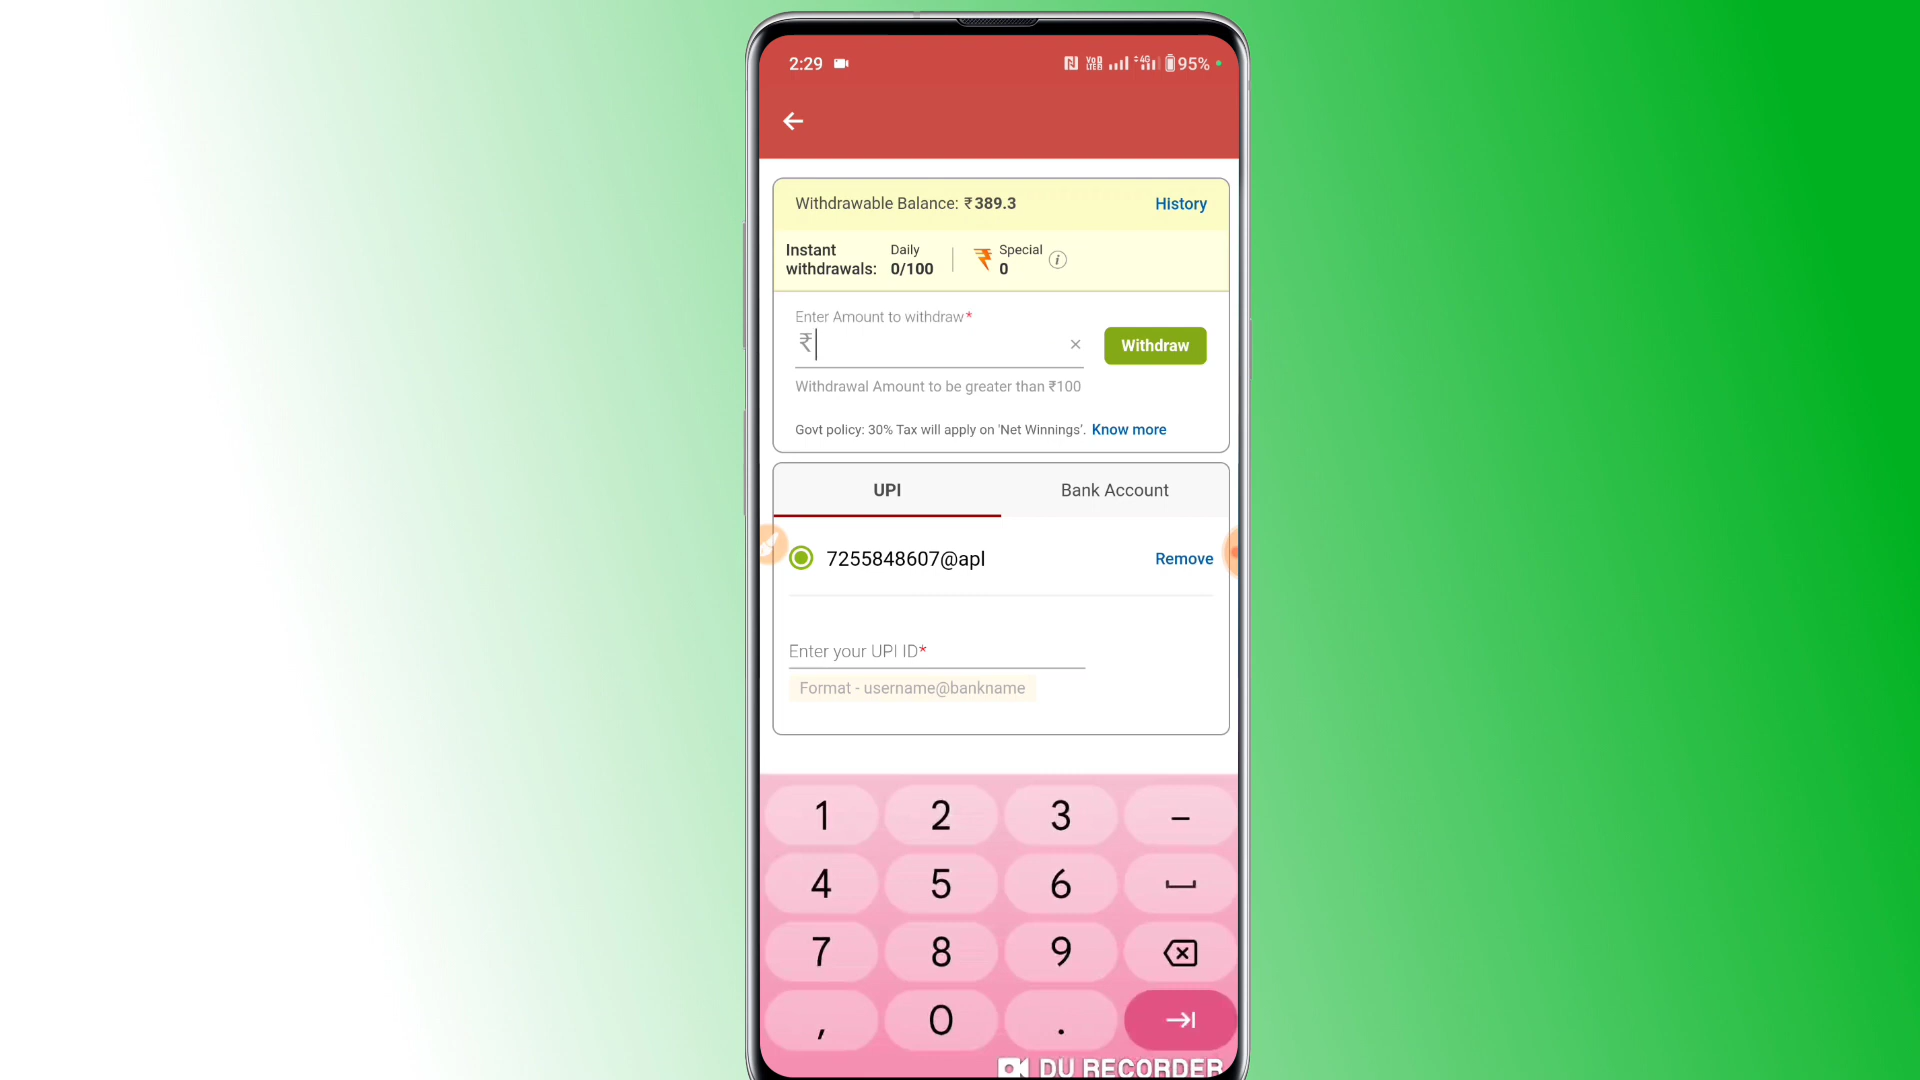 2:29 VoD LTE 4G 95%
Withdrawable Balance: ₹389.3 History
Instant withdrawals: Daily 0/100 Special 0
Enter Amount to withdraw*
₹ Withdraw
Withdrawal Amount to be greater than ₹100
Govt policy: 30% Tax will apply on 'Net Winnings'. Know more
UPI Bank Account
7255848607@apl Remove
Enter your UPI ID*
Format - username@bankname
1 2 3 –
4 5 6
7 8 9
, 0 .
DU RECORDER